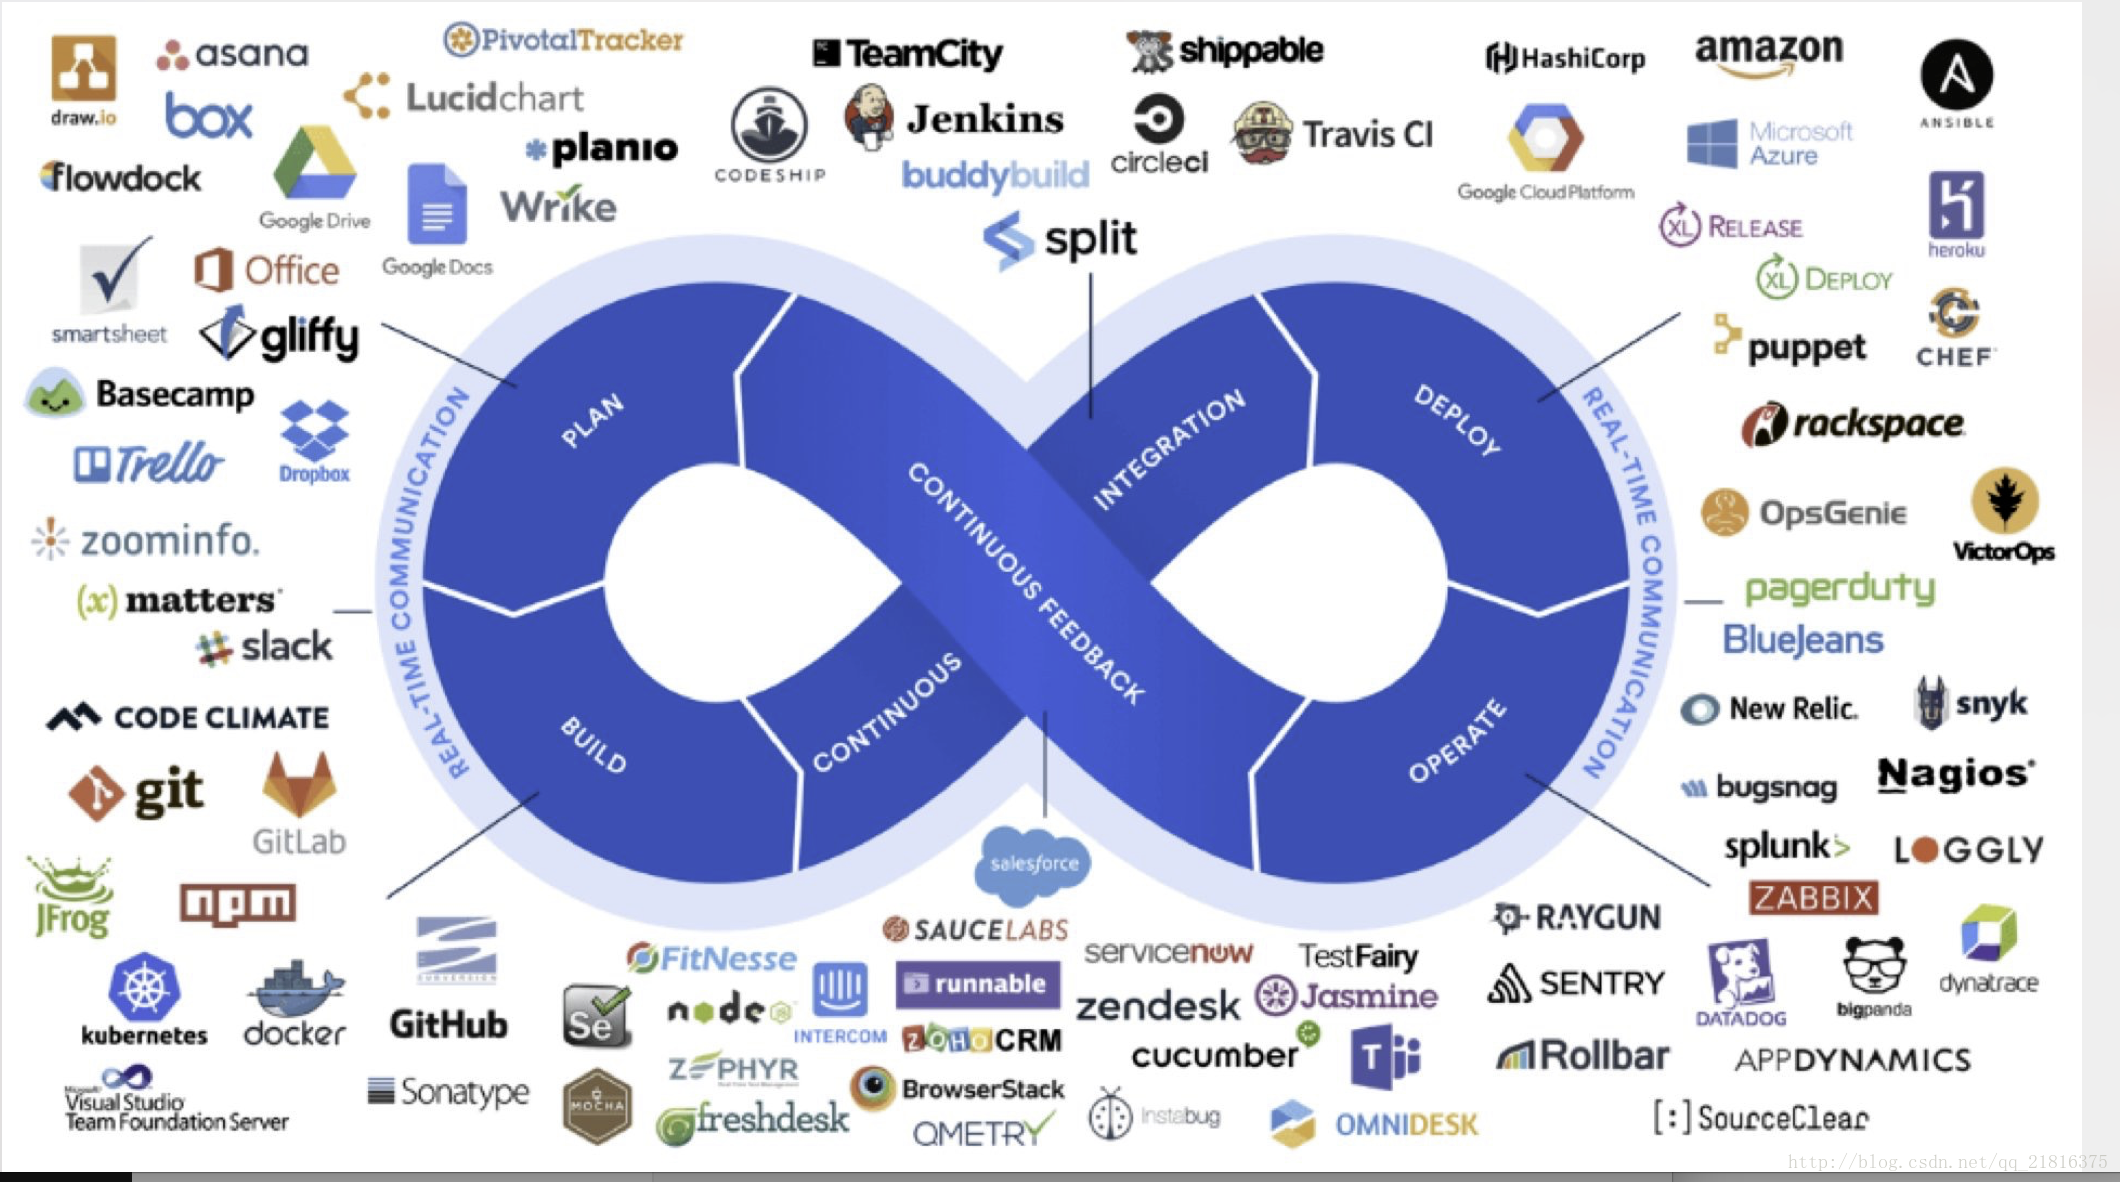 draw.io
asana
PivotalTracker
box
Lucidchart
planio
flowdock
Google Drive
Wrike
Google Docs
smartsheet
Office
gliffy
Basecamp
Trello
Dropbox
zoominfo.
(x) matters
slack
TeamCity
shippable
CODESHIP
Jenkins
circleci
Travis CI
buddybuild
split
HashiCorp
amazon
ANSIBLE
Google Cloud Platform
Microsoft
Azure
XL RELEASE
heroku
XL DEPLOY
puppet
CHEF
rackspace
OpsGenie
VictorOps
pagerduty
BlueJeans
REAL-TIME COMMUNICATION
PLAN
BUILD
CONTINUOUS
CONTINUOUS FEEDBACK
INTEGRATION
DEPLOY
OPERATE
REAL-TIME COMMUNICATION
CODE CLIMATE
git
GitLab
JFrog
npm
kubernetes
docker
SUBVERSION
GitHub
Microsoft
Visual Studio
Team Foundation Server
Sonatype
salesforce
SAUCELABS
FitNesse
Se
node
INTERCOM
runnable
ZOHO CRM
ZEPHYR
MOCHA
freshdesk
BrowserStack
QMETRY
servicenow
TestFairy
zendesk
Jasmine
cucumber
T
Instabug
OMNIDESK
New Relic.
snyk
bugsnag
Nagios
splunk>
LOGGLY
ZABBIX
RAYGUN
SENTRY
DATADOG
bigpanda
dynatrace
Rollbar
APPDYNAMICS
[:]SourceClear
http://blog.csdn.net/qq_21816375